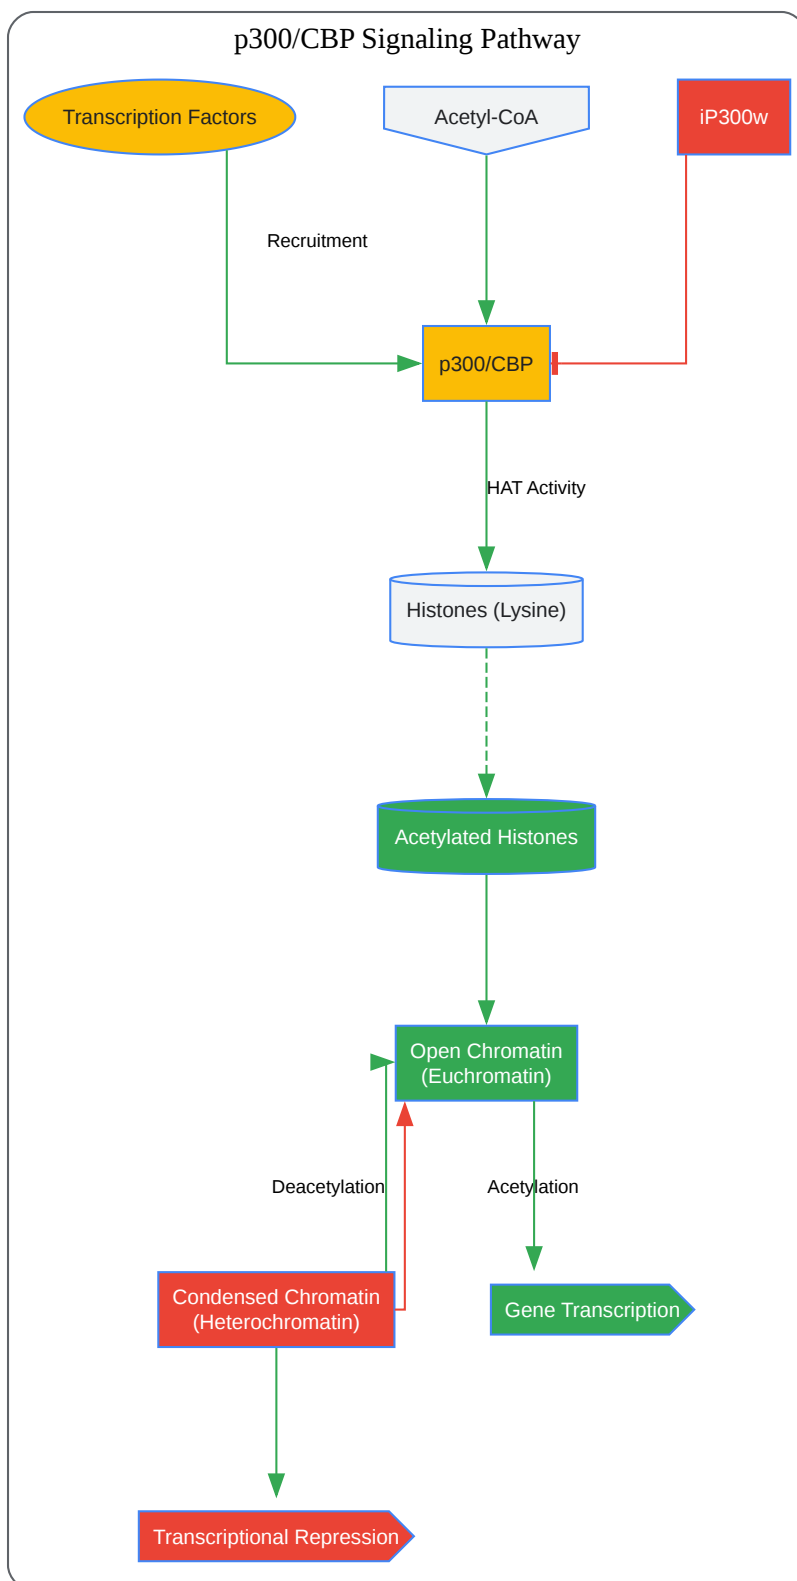 p300/CBP Signaling Pathway
Transcription Factors
Acetyl-CoA
iP300w
Recruitment
p300/CBP
HAT Activity
Histones (Lysine)
Acetylated Histones
Open Chromatin
(Euchromatin)
Deacetylation
Acetylation
Condensed Chromatin
(Heterochromatin)
Gene Transcription
Transcriptional Repression